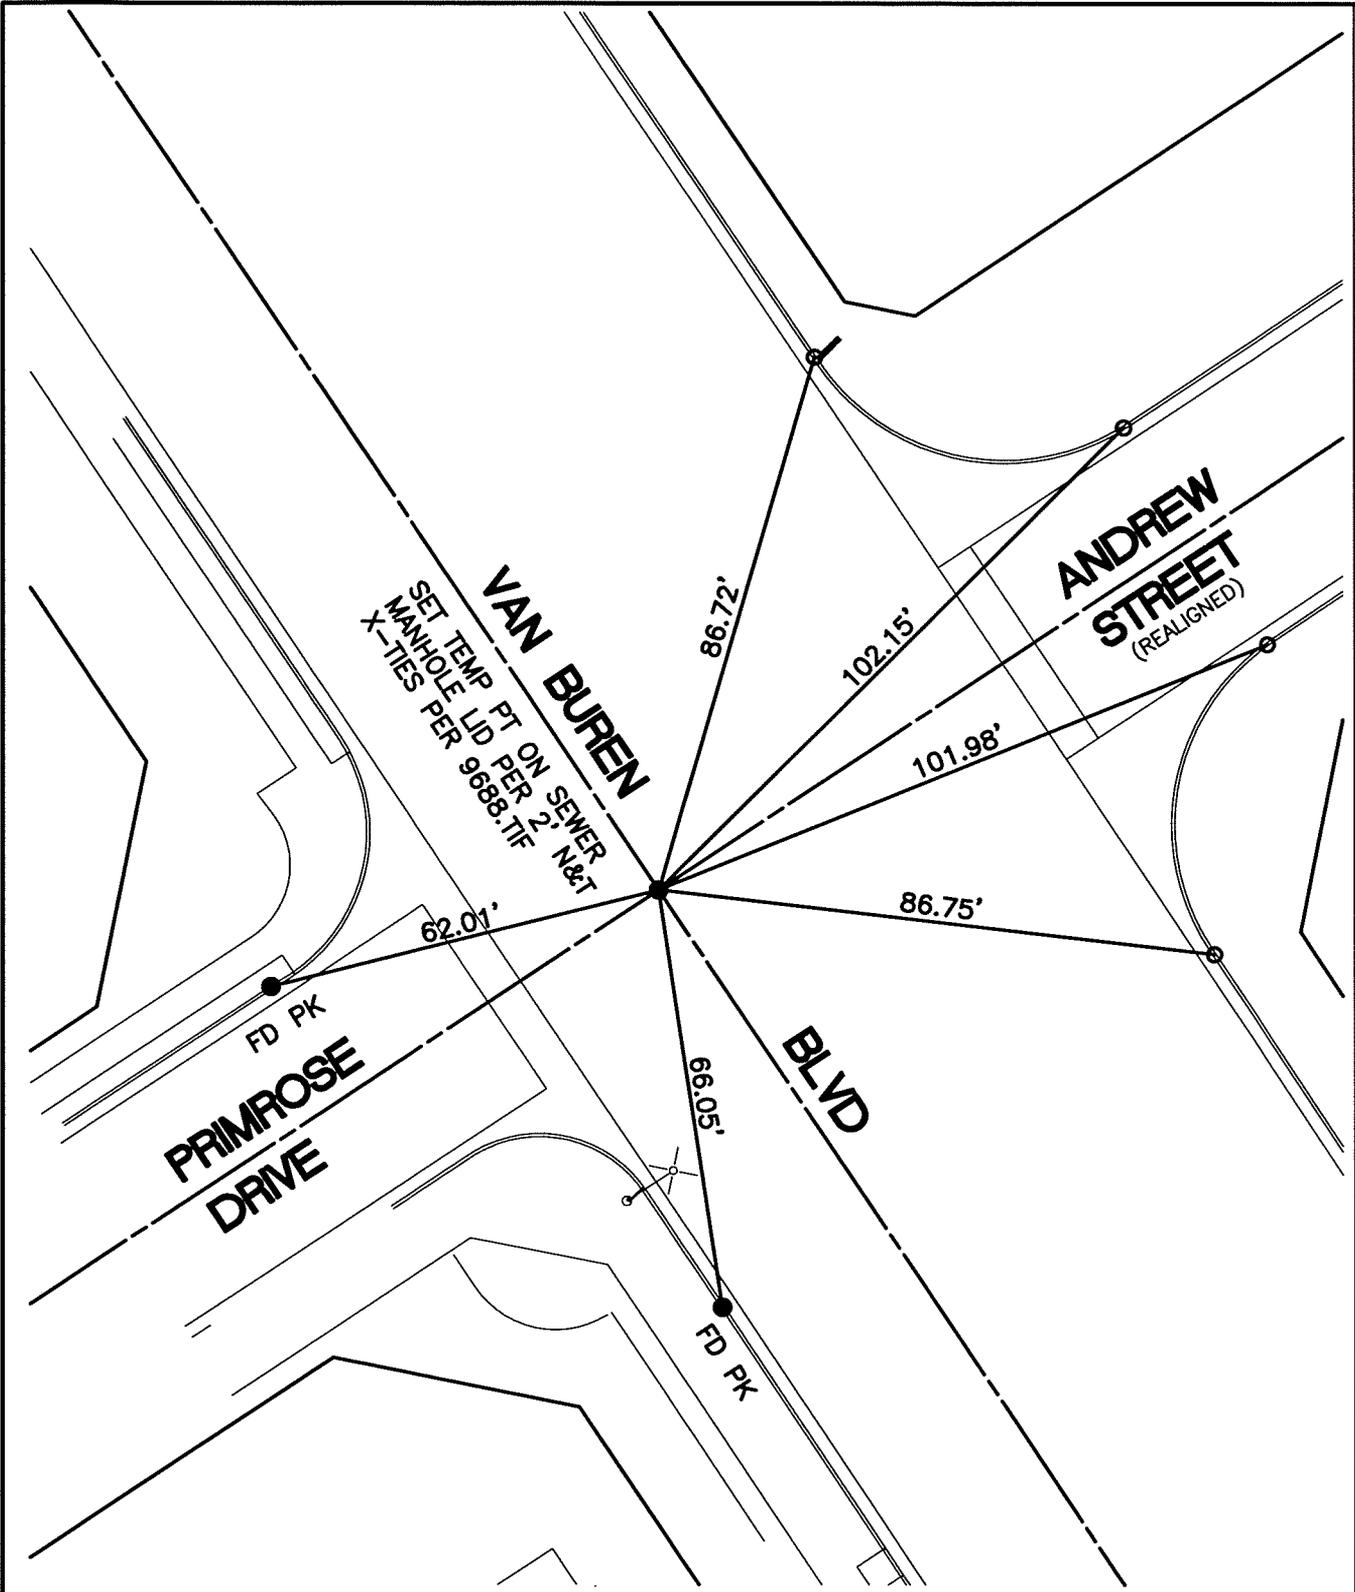 86.72'
102.15'
ANDREW
STREET
(REALIGNED)
VAN BUREN
SET TEMP PT ON SEWER
MANHOLE LID PER 2' N&T
X-TIES PER 9688.TIF
101.98'
86.75'
62.01'
FD PK
PRIMROSE
DRIVE
66.05'
BLVD
FD PK